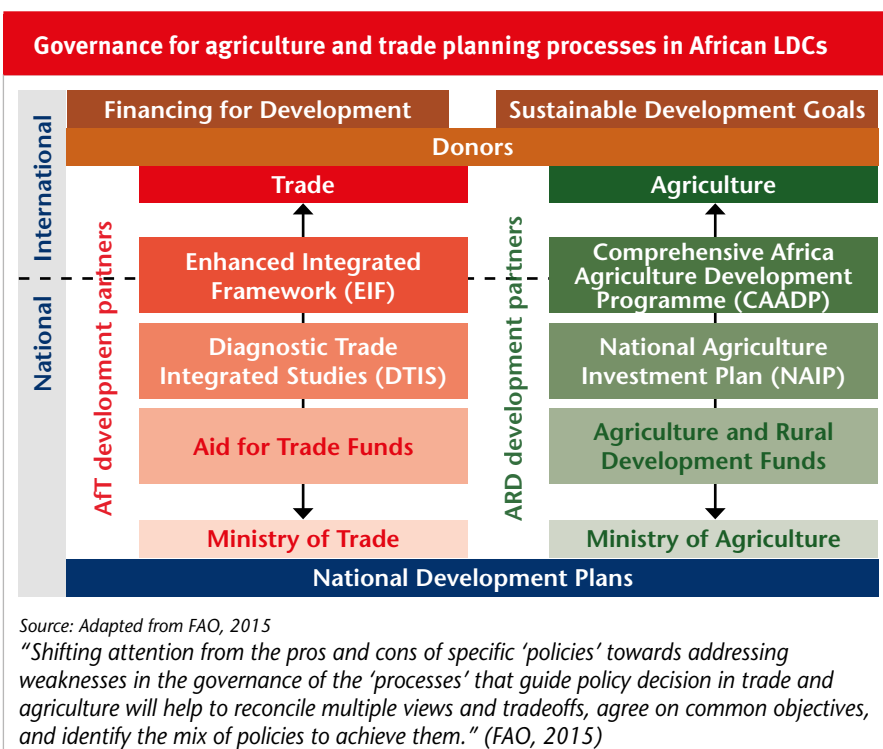 Governance for agriculture and trade planning processes in African LDCs
International
National
Financing for Development
Sustainable Development Goals
Donors
AfT development partners
Trade
Enhanced Integrated
Framework (EIF)
Diagnostic Trade
Integrated Studies (DTIS)
Aid for Trade Funds
Ministry of Trade
ARD development partners
Agriculture
Comprehensive Africa
Agriculture Development
Programme (CAADP)
National Agriculture
Investment Plan (NAIP)
Agriculture and Rural
Development Funds
Ministry of Agriculture
National Development Plans
Source: Adapted from FAO, 2015
“Shifting attention from the pros and cons of specific ‘policies’ towards addressing
weaknesses in the governance of the ‘processes’ that guide policy decision in trade and
agriculture will help to reconcile multiple views and tradeoffs, agree on common objectives,
and identify the mix of policies to achieve them.” (FAO, 2015)